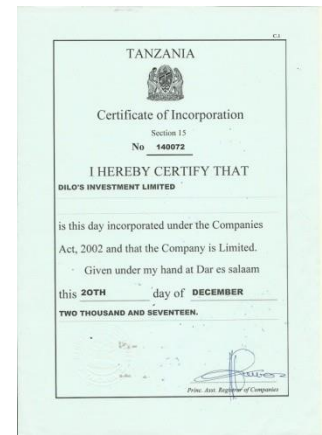 C.1
TANZANIA
Certificate of Incorporation
Section 15
No 140072
I HEREBY CERTIFY THAT
DILO'S INVESTMENT LIMITED
is this day incorporated under the Companies
Act, 2002 and that the Company is Limited.
Given under my hand at Dar es salaam
this 20TH day of DECEMBER
TWO THOUSAND AND SEVENTEEN.
Princ. Asst. Registrar of Companies